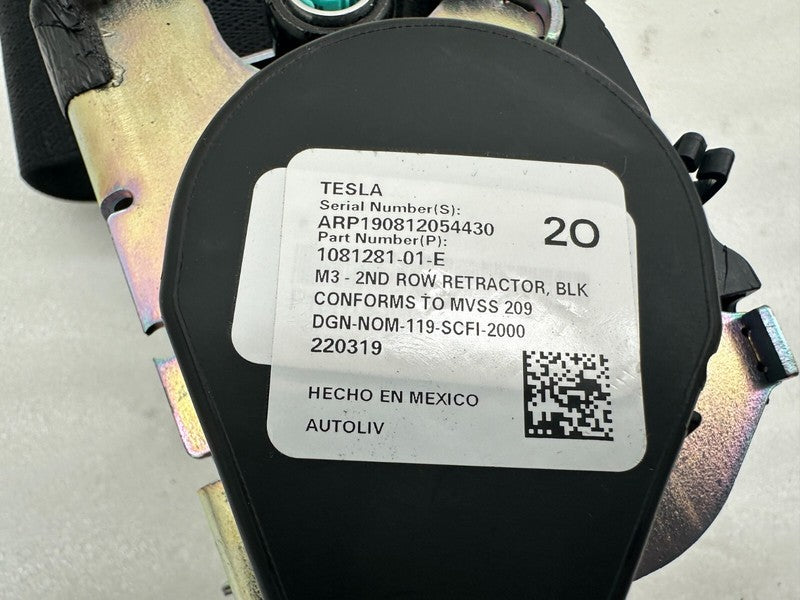 TESLA
Serial Number(S):
ARP190812054430
20
Part Number(P):
1081281-01-E
M3 - 2ND ROW RETRACTOR, BLK
CONFORMS TO MVSS 209
DGN-NOM-119-SCFI-2000
220319
HECHO EN MEXICO
AUTOLIV